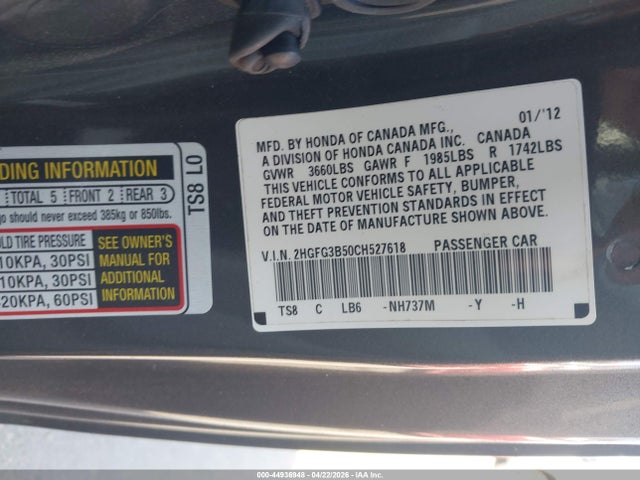 DING INFORMATION
TOTAL 5 FRONT 2 REAR 3
go should never exceed 385kg or 850lbs.
OLD TIRE PRESSURE
10KPA, 30PSI
10KPA, 30PSI
20KPA, 60PSI
SEE OWNER'S
MANUAL FOR
ADDITIONAL
INFORMATION
TS8 L0
01/'12
MFD. BY HONDA OF CANADA MFG.,
A DIVISION OF HONDA CANADA INC. CANADA
GVWR 3660LBS GAWR F 1985LBS R 1742LBS
THIS VEHICLE CONFORMS TO ALL APPLICABLE
FEDERAL MOTOR VEHICLE SAFETY, BUMPER,
AND THEFT PREVENTION STANDARDS IN EFFECT
ON THE DATE OF MANUFACTURE SHOWN ABOVE.
V.I.N. 2HGFG3B50CH527618 PASSENGER CAR
TS8 C LB6 -NH737M -Y -H
000-44936948 - 04/22/2026 - IAA, Inc.